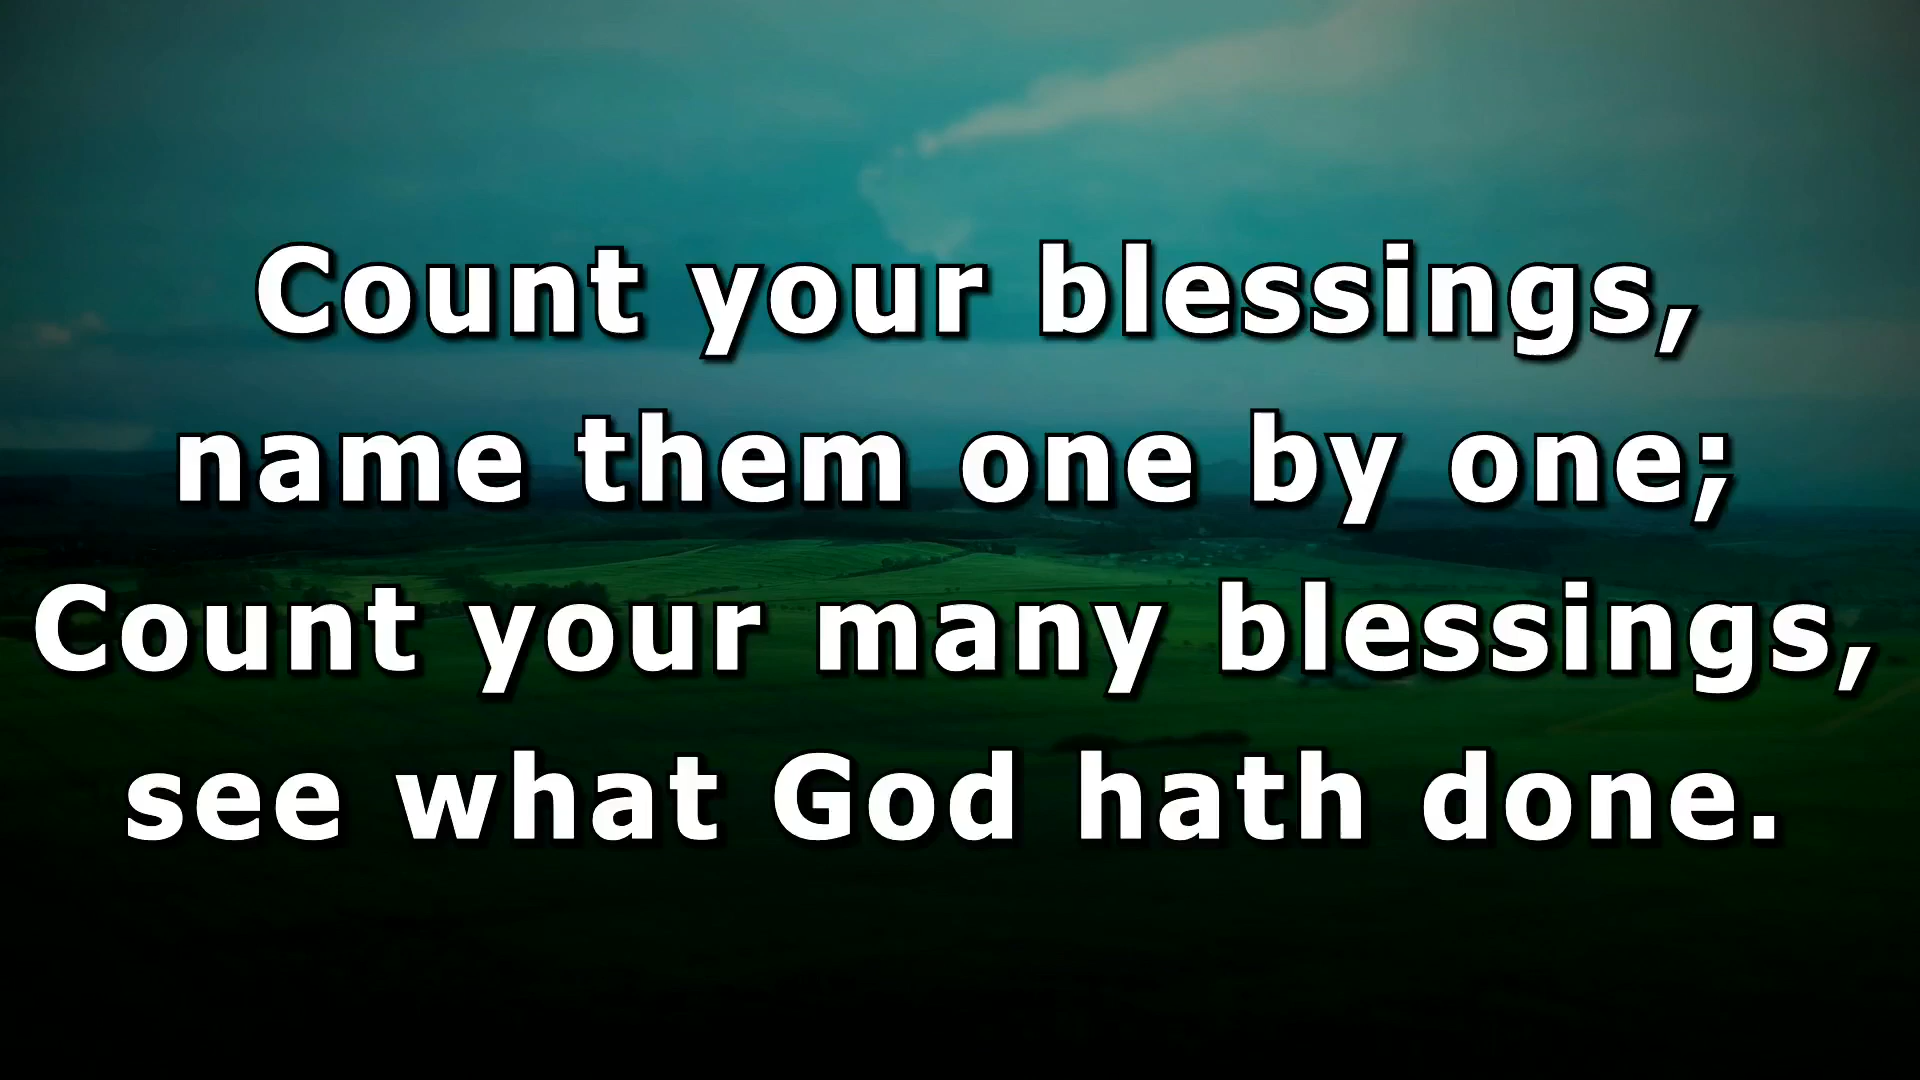 Count your blessings,
name them one by one;
Count your many blessings,
see what God hath done.